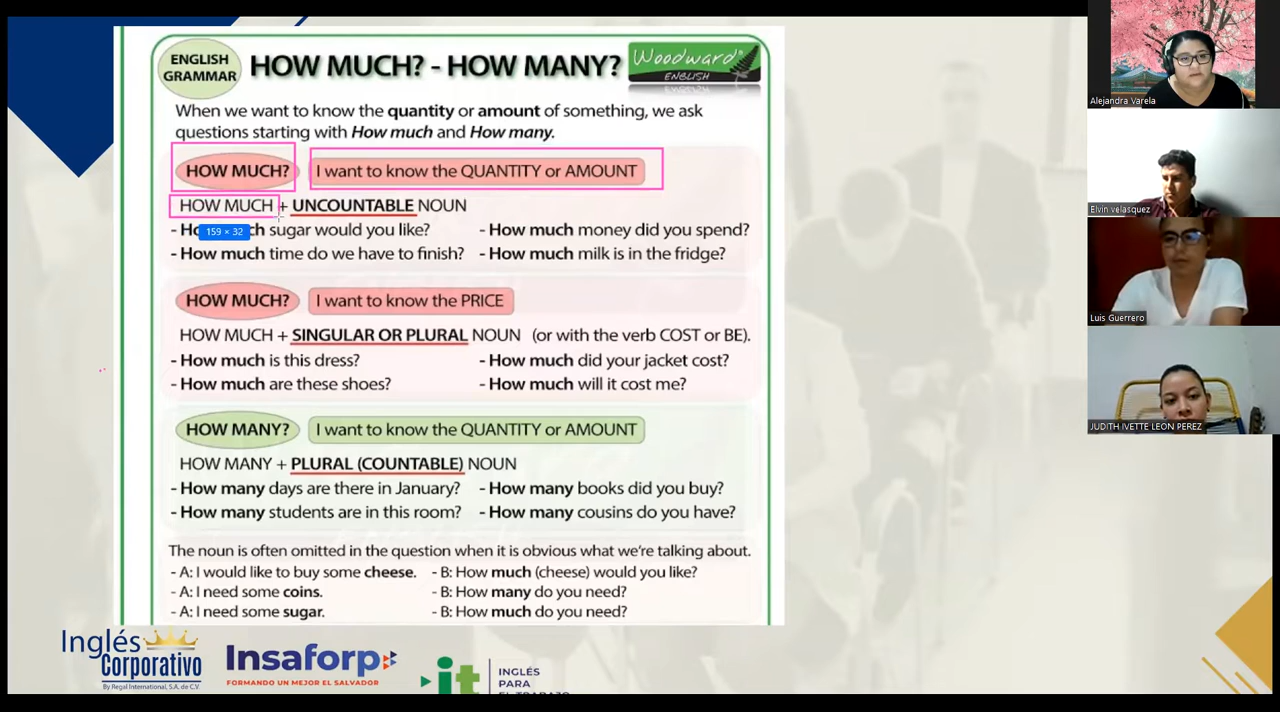 ENGLISH
GRAMMAR
HOW MUCH? - HOW MANY?
Woodward
ENGLISH
When we want to know the quantity or amount of something, we ask
questions starting with How much and How many.
HOW MUCH? I want to know the QUANTITY or AMOUNT
HOW MUCH + UNCOUNTABLE NOUN
159 × 32
sugar would you like? - How much money did you spend?
- How much time do we have to finish? - How much milk is in the fridge?
HOW MUCH? I want to know the PRICE
HOW MUCH + SINGULAR OR PLURAL NOUN (or with the verb COST or BE).
- How much is this dress? - How much did your jacket cost?
- How much are these shoes? - How much will it cost me?
HOW MANY? I want to know the QUANTITY or AMOUNT
HOW MANY + PLURAL (COUNTABLE) NOUN
- How many days are there in January? - How many books did you buy?
- How many students are in this room? - How many cousins do you have?
The noun is often omitted in the question when it is obvious what we're talking about.
- A: I would like to buy some cheese. - B: How much (cheese) would you like?
- A: I need some coins. - B: How many do you need?
- A: I need some sugar. - B: How much do you need?
Inglés
Corporativo
By Regal International, S.A. de C.V.
Insaforp
FORMANDO UN MEJOR EL SALVADOR
it
INGLÉS
PARA
EL TRABAJO
Alejandra Varela
Elvin velasquez
Luis Guerrero
JUDITH IVETTE LEON PEREZ